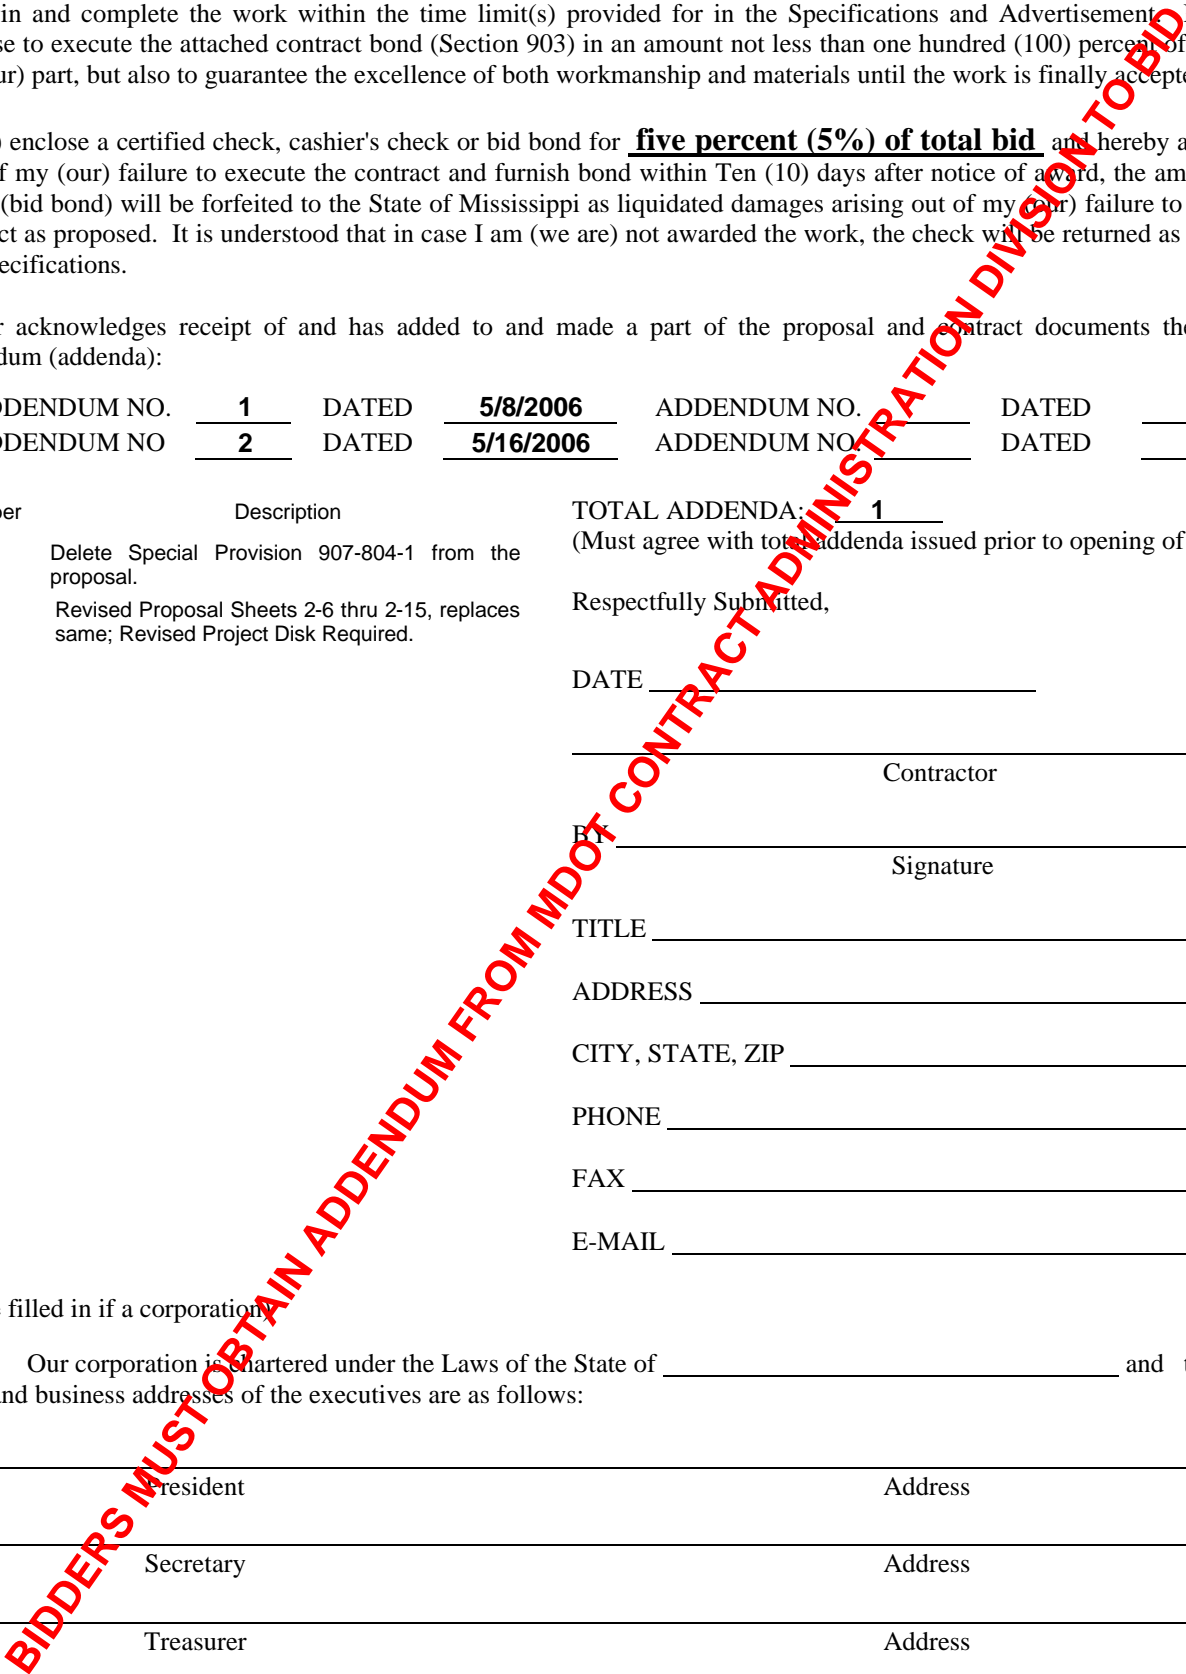 in and complete the work within the time limit(s) provided for in the Specifications and Advertisement.
se to execute the attached contract bond (Section 903) in an amount not less than one hundred (100) percent of
ur) part, but also to guarantee the excellence of both workmanship and materials until the work is finally accepte
) enclose a certified check, cashier's check or bid bond for five percent (5%) of total bid and hereby a
f my (our) failure to execute the contract and furnish bond within Ten (10) days after notice of award, the am
(bid bond) will be forfeited to the State of Mississippi as liquidated damages arising out of my (our) failure to
ct as proposed. It is understood that in case I am (we are) not awarded the work, the check will be returned as
ecifications.
r acknowledges receipt of and has added to and made a part of the proposal and contract documents the
dum (addenda):
DDENDUM NO. 1 DATED 5/8/2006 ADDENDUM NO. DATED
DDENDUM NO 2 DATED 5/16/2006 ADDENDUM NO. DATED
ber Description
TOTAL ADDENDA: 1
(Must agree with total addenda issued prior to opening of
Delete Special Provision 907-804-1 from the
proposal.
Revised Proposal Sheets 2-6 thru 2-15, replaces
same; Revised Project Disk Required.
Respectfully Submitted,
DATE
Contractor
BY
Signature
TITLE
ADDRESS
CITY, STATE, ZIP
PHONE
FAX
E-MAIL
e filled in if a corporation)
Our corporation is chartered under the Laws of the State of and t
and business addresses of the executives are as follows:
President Address
Secretary Address
Treasurer Address
BIDDERS MUST OBTAIN ADDENDUM FROM MDOT CONTRACT ADMINISTRATION DIVISION TO BID